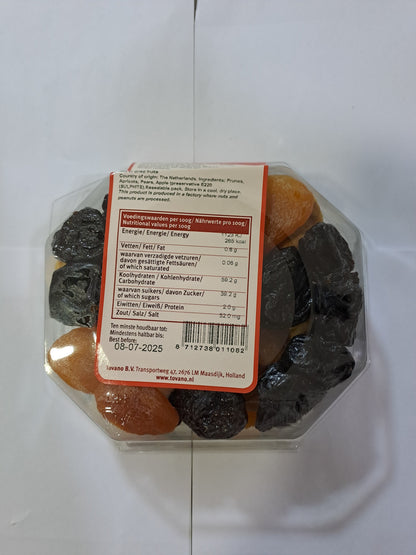 dried fruits
Country of origin: The Netherlands. Ingredients: Prunes,
Apricots, Pears, Apple (preservative E220
(SULPHITE) Resealable pack. Store in a cool, dry place.
This product is produced in a factory where nuts and
peanuts are processed.
Voedingswaarden per 100g/ Nährwerte pro 100g/
Nutritional values per 100g
Energie/ Energie/ Energy
265 kcal
Vetten/ Fett/ Fat
0.6 g
waarvan verzadigde vetzuren/
davon gesättigte Fettsäuren/
of which saturated
0.06 g
Koolhydraten / Kohlenhydrate/
Carbohydrate
59.2 g
waarvan suikers/ davon Zucker/
of which sugars
38.2 g
Eiwitten/ Eiweiß/ Protein
2.0 g
Zout/ Salz/ Salt
32.0 mg
Ten minste houdbaar tot:
Mindestens haltbar bis:
Best before:
08-07-2025
8 712738 011082
Tovano B.V. Transportweg 47, 2676 LM Maasdijk, Holland
www.tovano.nl